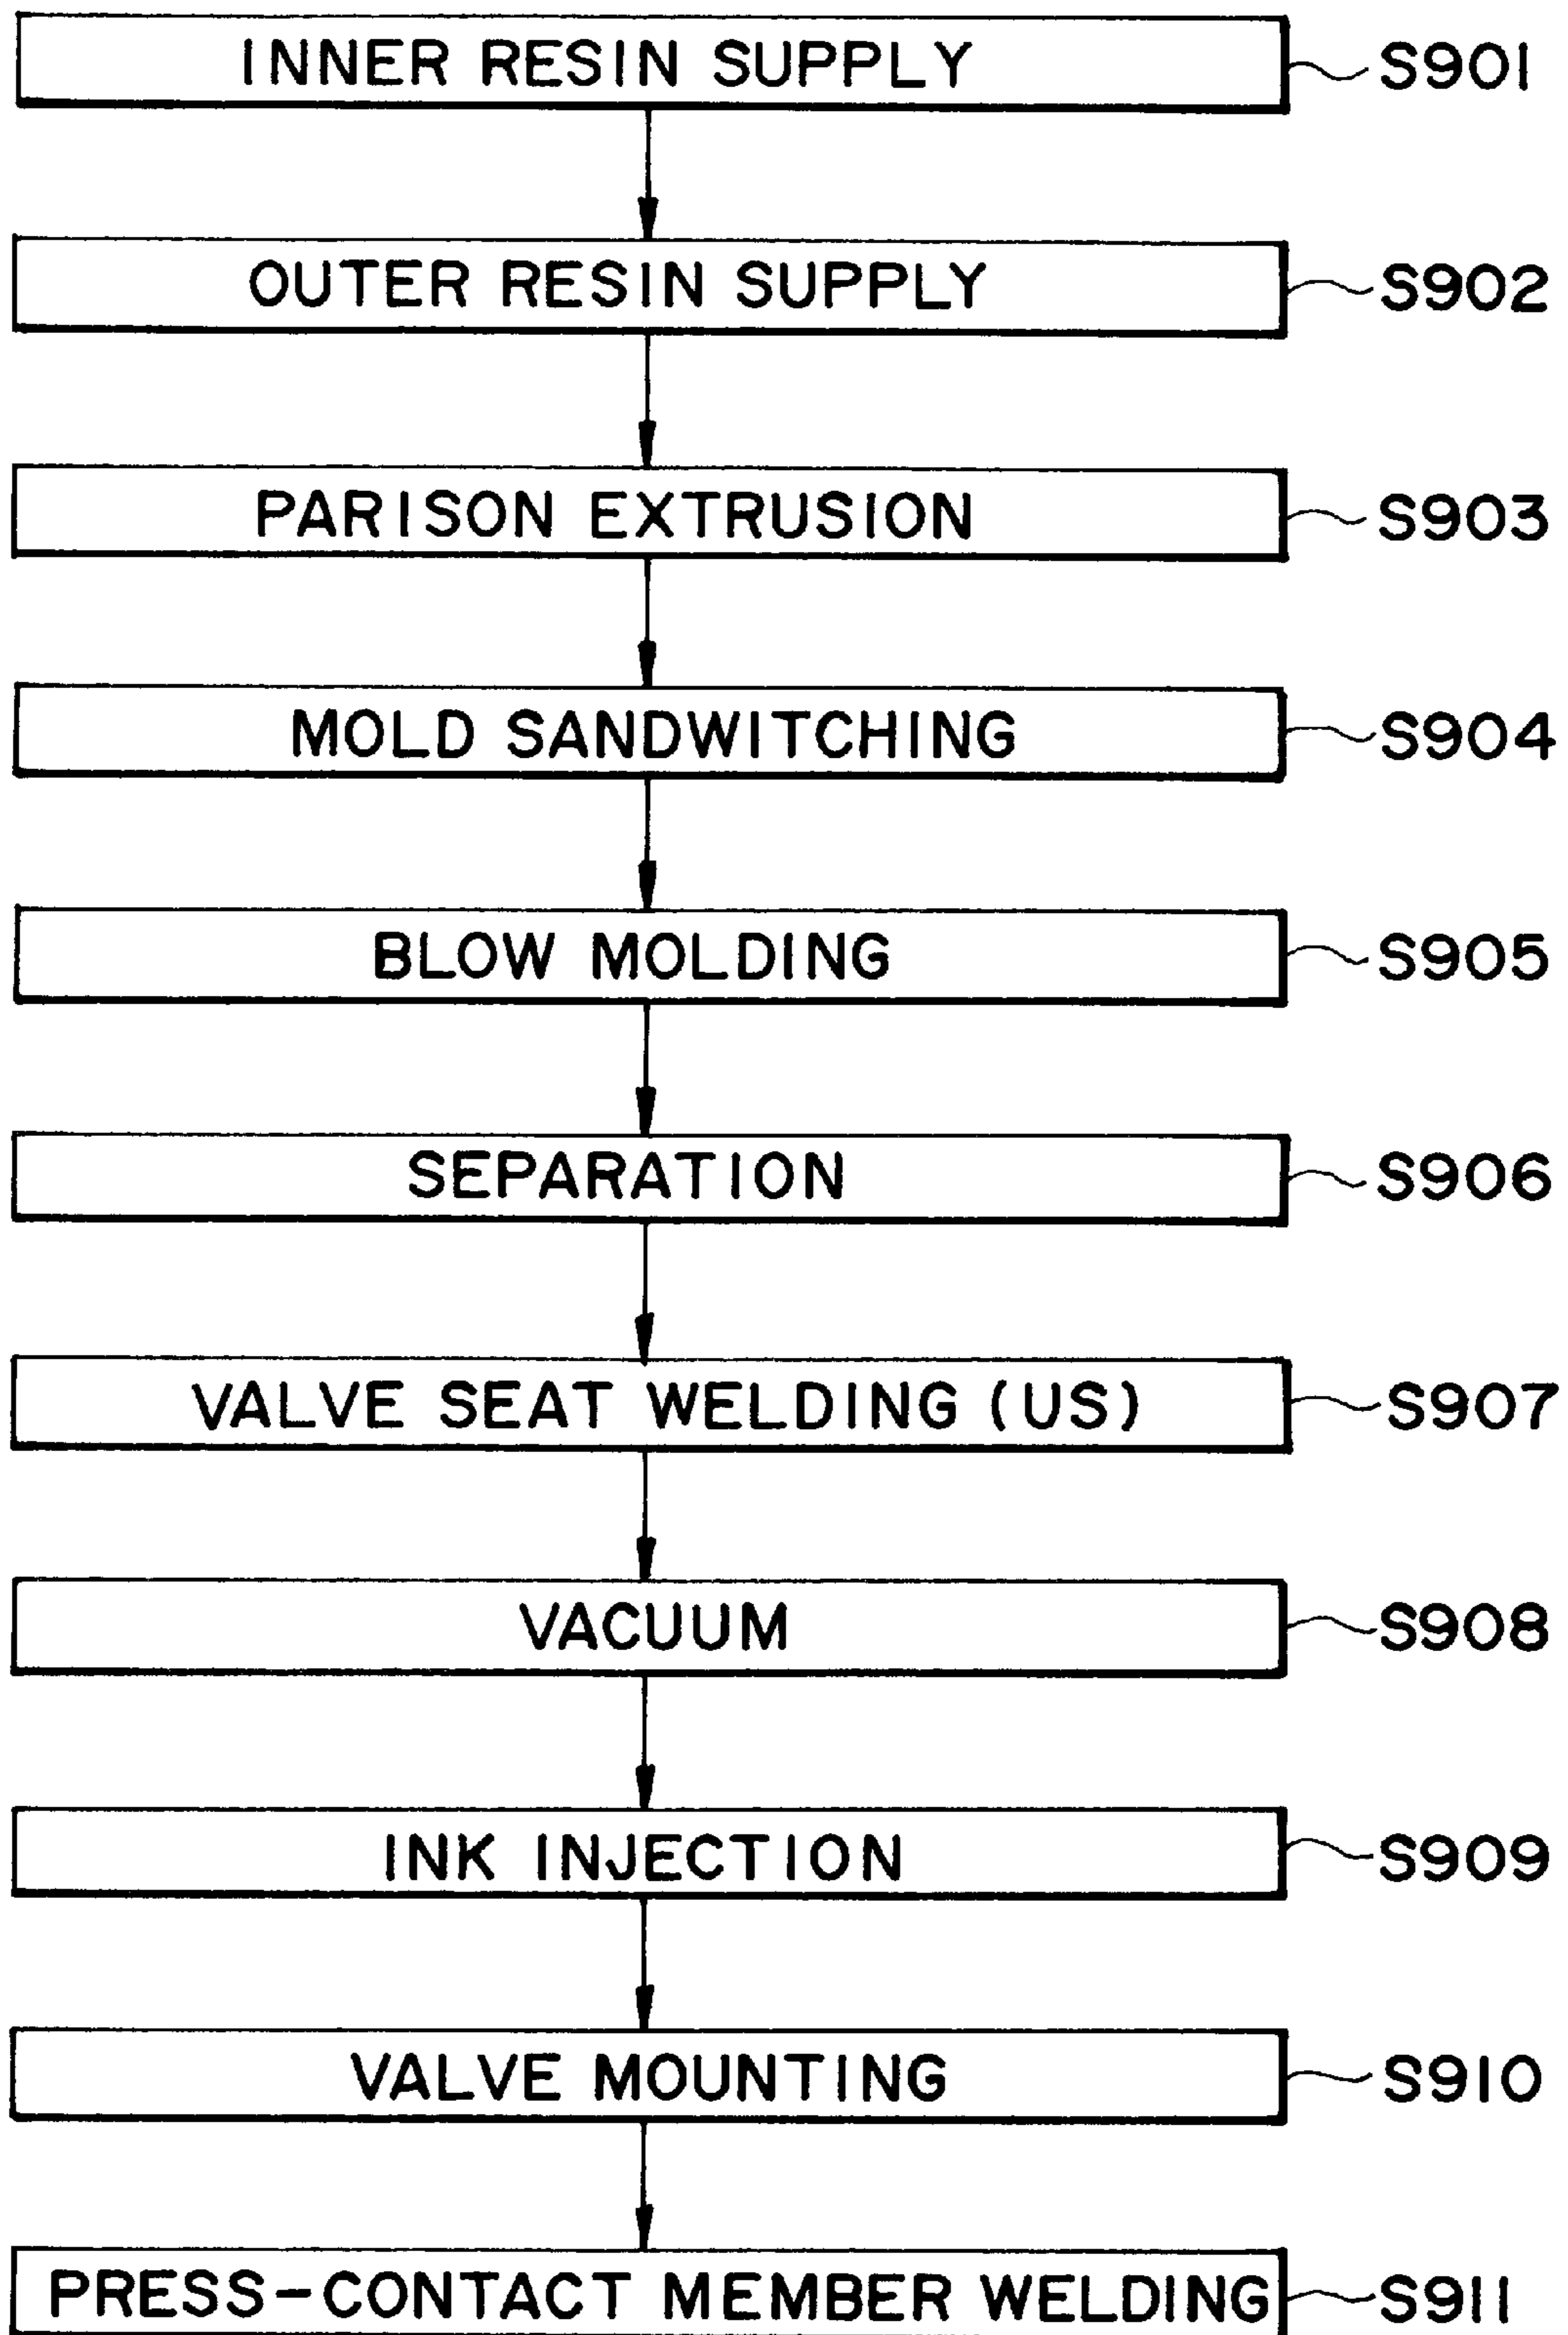 INNER RESIN SUPPLY S901
OUTER RESIN SUPPLY S902
PARISON EXTRUSION S903
MOLD SANDWITCHING S904
BLOW MOLDING S905
SEPARATION S906
VALVE SEAT WELDING (US) S907
VACUUM S908
INK INJECTION S909
VALVE MOUNTING S910
PRESS-CONTACT MEMBER WELDING S911